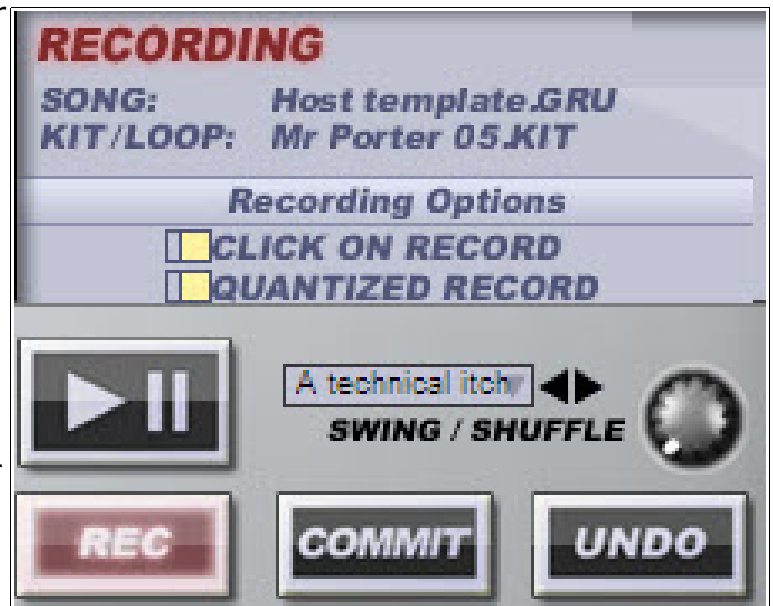 RECORDING
SONG: Host template.GRU
KIT/LOOP: Mr Porter 05.KIT
Recording Options
CLICK ON RECORD
QUANTIZED RECORD
A technical itch
SWING / SHUFFLE
REC COMMIT UNDO